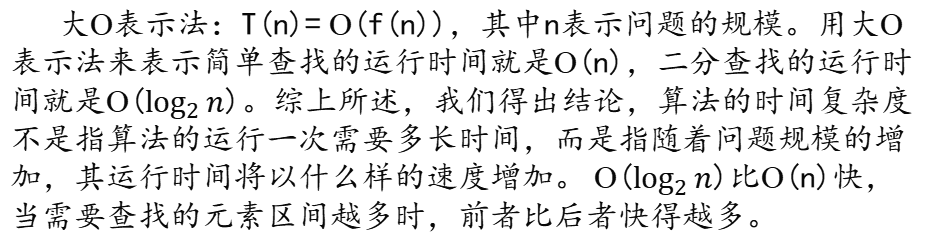 大O表示法：T(n)= O(f(n))，其中n表示问题的规模。用大O
表示法来表示简单查找的运行时间就是O(n)，二分查找的运行时
间就是O(log₂ n)。综上所述，我们得出结论，算法的时间复杂度
不是指算法的运行一次需要多长时间，而是指随着问题规模的增
加，其运行时间将以什么样的速度增加。 O(log₂ n)比O(n)快，
当需要查找的元素区间越多时，前者比后者快得越多。